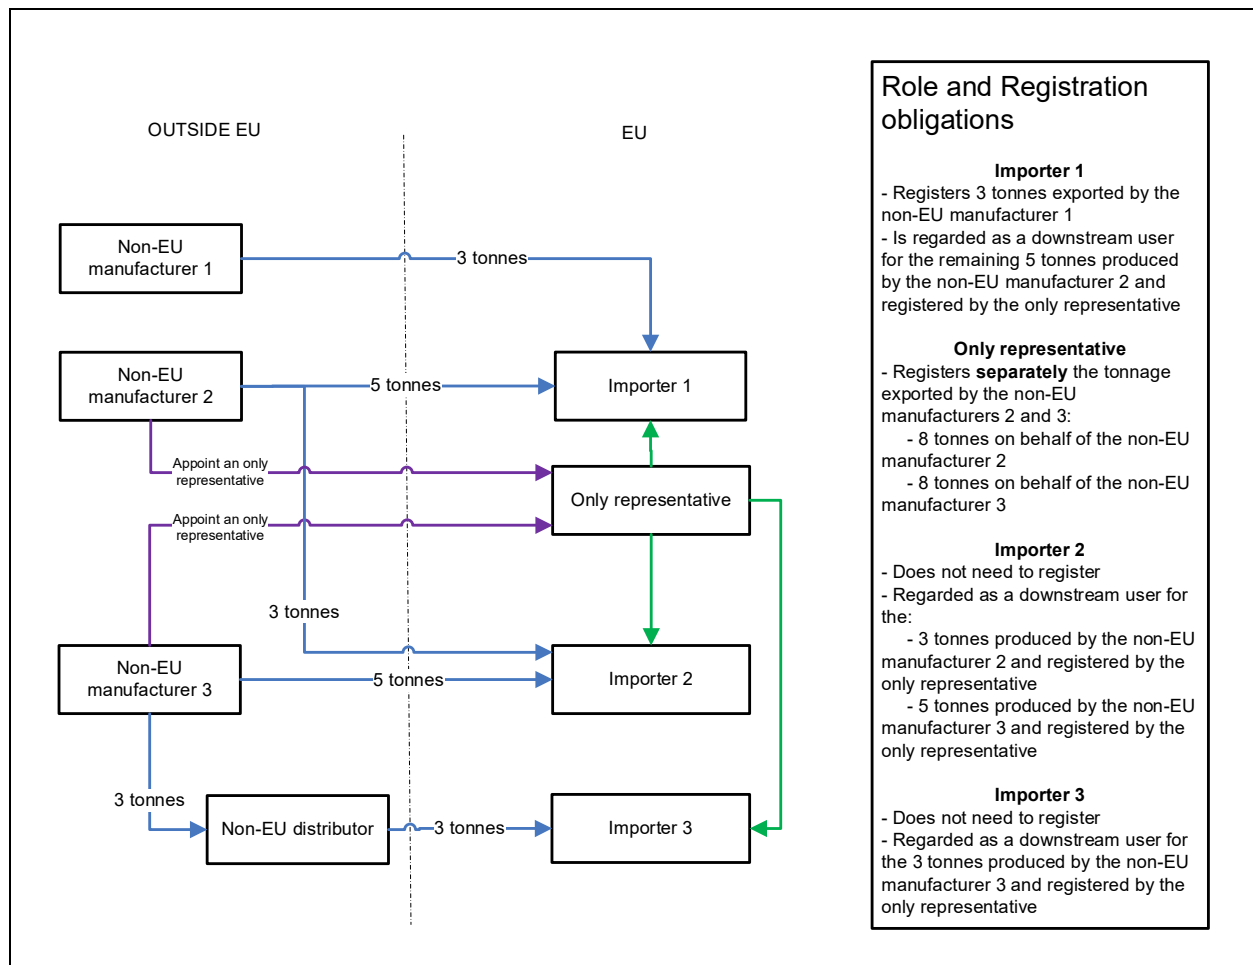 OUTSIDE EU
EU
Non-EU
manufacturer 1
3 tonnes
Non-EU
manufacturer 2
5 tonnes
Importer 1
Appoint an only
representative
Only representative
Appoint an only
representative
3 tonnes
Non-EU
manufacturer 3
5 tonnes
Importer 2
3 tonnes
Non-EU distributor
3 tonnes
Importer 3
Role and Registration
obligations
Importer 1
- Registers 3 tonnes exported by the
non-EU manufacturer 1
- Is regarded as a downstream user
for the remaining 5 tonnes produced
by the non-EU manufacturer 2 and
registered by the only representative
Only representative
- Registers separately the tonnage
exported by the non-EU
manufacturers 2 and 3:
- 8 tonnes on behalf of the non-EU
manufacturer 2
- 8 tonnes on behalf of the non-EU
manufacturer 3
Importer 2
- Does not need to register
- Regarded as a downstream user for
the:
- 3 tonnes produced by the non-EU
manufacturer 2 and registered by the
only representative
- 5 tonnes produced by the non-EU
manufacturer 3 and registered by the
only representative
Importer 3
- Does not need to register
- Regarded as a downstream user for
the 3 tonnes produced by the non-EU
manufacturer 3 and registered by the
only representative